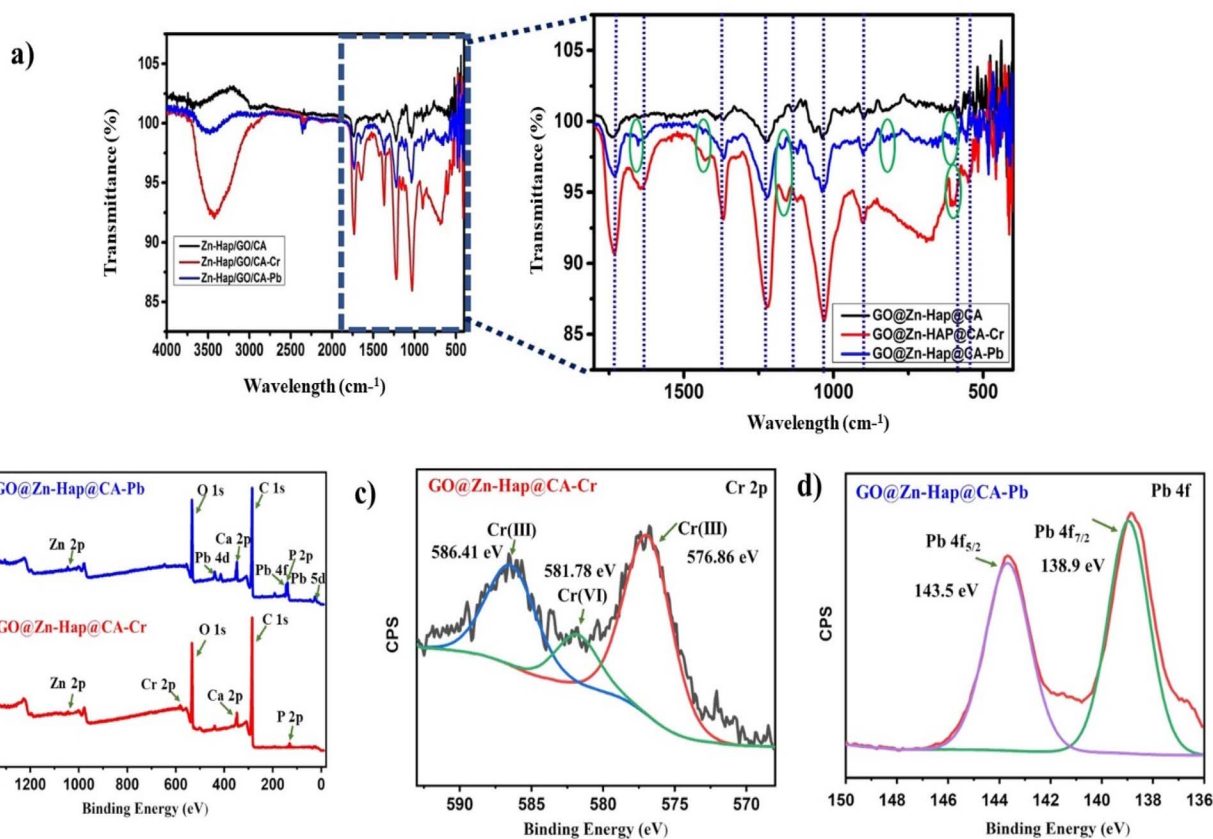 a)
Transmittance (%)
105
100
95
90
85
Zn-Hap/GO/CA
Zn-Hap/GO/CA-Cr
Zn-Hap/GO/CA-Pb
4000 3500 3000 2500 2000 1500 1000 500
Wavelength (cm-1)
Transmittance (%)
105
100
95
90
85
GO@Zn-Hap@CA
GO@Zn-HAP@CA-Cr
GO@Zn-Hap@CA-Pb
1500 1000 500
Wavelength (cm-1)
GO@Zn-Hap@CA-Pb
O 1s
C 1s
Zn 2p
Pb 4d
Ca 2p
Pb 4f
P 2p
Pb 5d
GO@Zn-Hap@CA-Cr
O 1s
C 1s
Zn 2p
Cr 2p
Ca 2p
P 2p
1200 1000 800 600 400 200 0
Binding Energy (eV)
c)
GO@Zn-Hap@CA-Cr
Cr 2p
Cr(III)
586.41 eV
581.78 eV
Cr(VI)
Cr(III)
576.86 eV
CPS
590 585 580 575 570
Binding Energy (eV)
d)
GO@Zn-Hap@CA-Pb
Pb 4f
Pb 4f5/2
143.5 eV
Pb 4f7/2
138.9 eV
CPS
150 148 146 144 142 140 138 136
Binding Energy (eV)